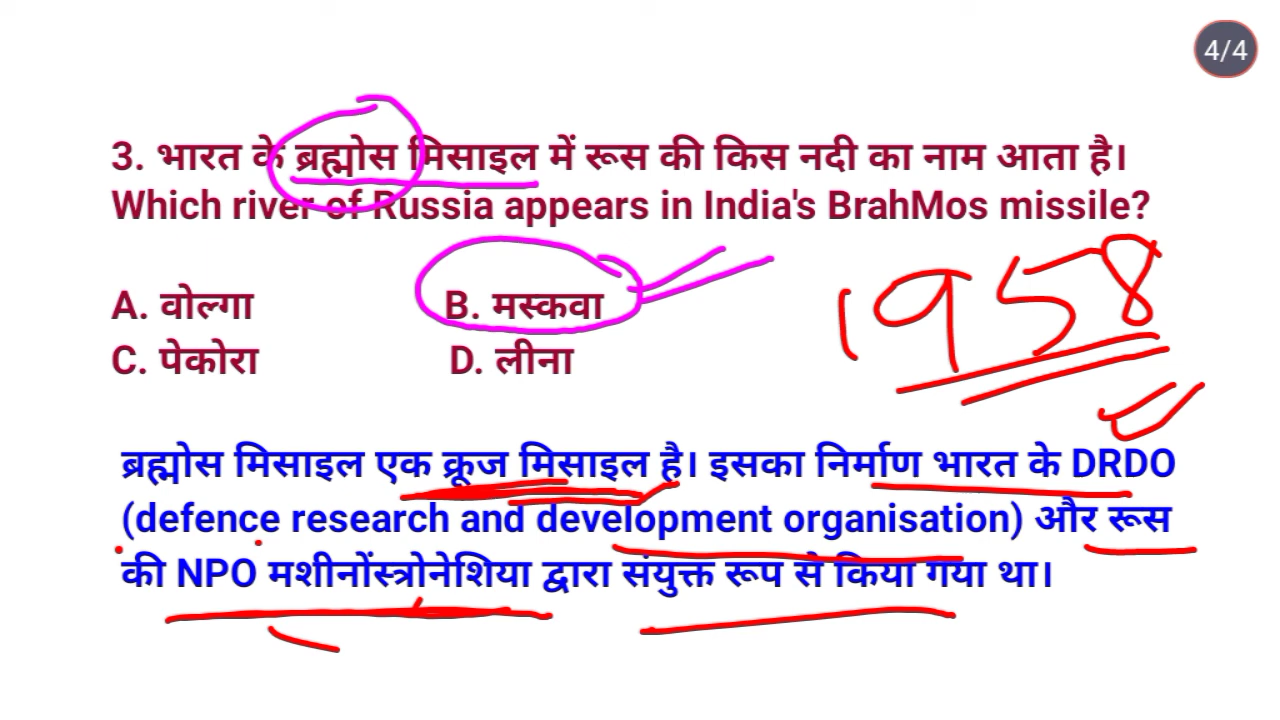 4/4
3. भारत के ब्रह्मोस मिसाइल में रूस की किस नदी का नाम आता है।
Which river of Russia appears in India's BrahMos missile?
A. वोल्गा B. मस्कवा
C. पेकोरा D. लीना
1958
ब्रह्मोस मिसाइल एक क्रूज मिसाइल है। इसका निर्माण भारत के DRDO
(defence research and development organisation) और रूस
की NPO मशीनोंस्त्रोनेशिया द्वारा संयुक्त रूप से किया गया था।